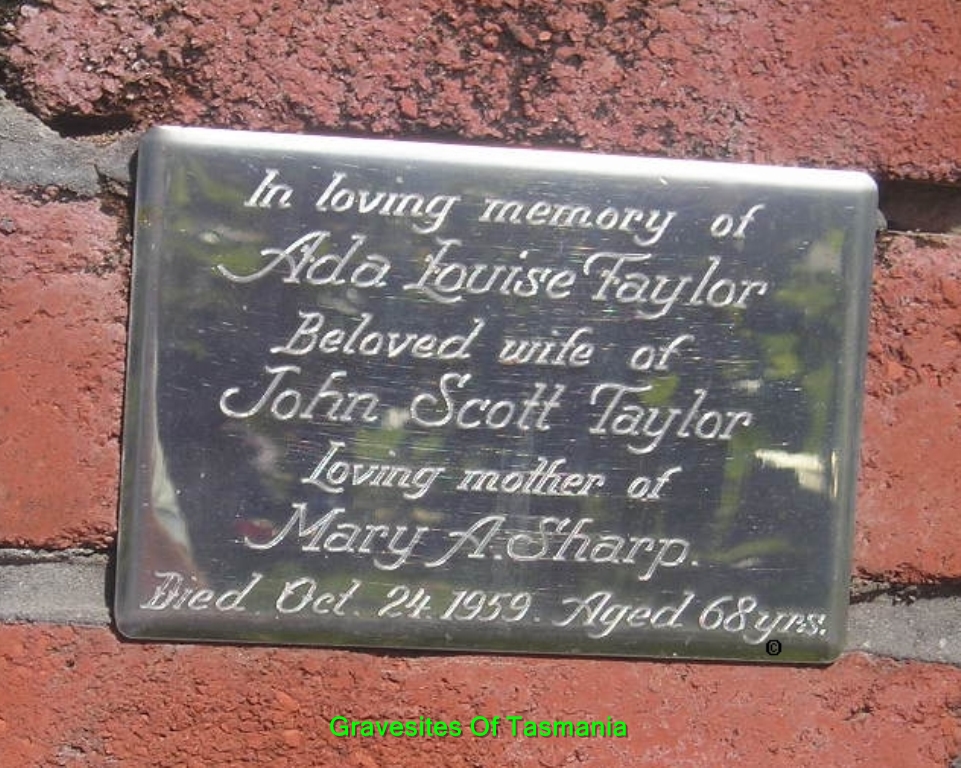 In loving memory of
Ada Louise Taylor
Beloved wife of
John Scott Taylor
Loving mother of
Mary A. Sharp.
Died Oct. 24. 1959. Aged 68 yrs.
©
Gravesites Of Tasmania